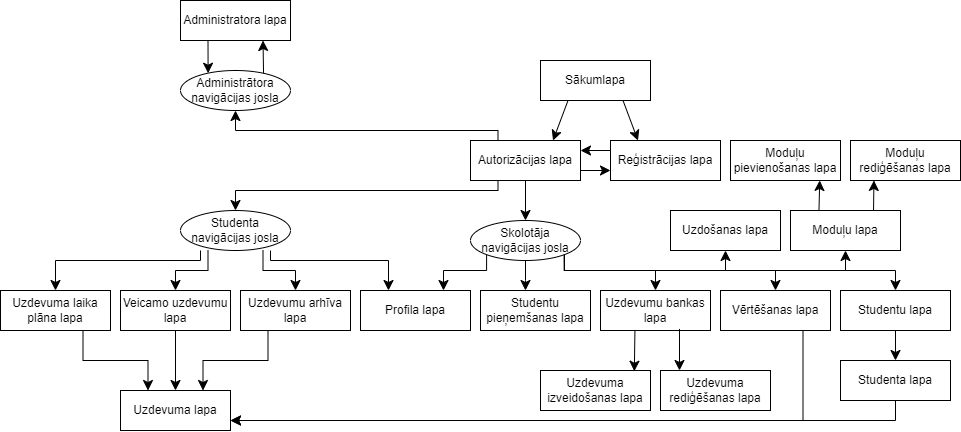 Administratora lapa
Administrātora
navigācijas josla
Sākumlapa
Autorizācijas lapa
Reģistrācijas lapa
Moduļu
pievienošanas lapa
Moduļu
rediģēšanas lapa
Studenta
navigācijas josla
Skolotāja
navigācijas josla
Uzdošanas lapa
Moduļu lapa
Uzdevuma laika
plāna lapa
Veicamo uzdevumu
lapa
Uzdevumu arhīva
lapa
Profila lapa
Studentu
pieņemšanas lapa
Uzdevumu bankas
lapa
Vērtēšanas lapa
Studentu lapa
Uzdevuma
izveidošanas lapa
Uzdevuma
rediģēšanas lapa
Studenta lapa
Uzdevuma lapa